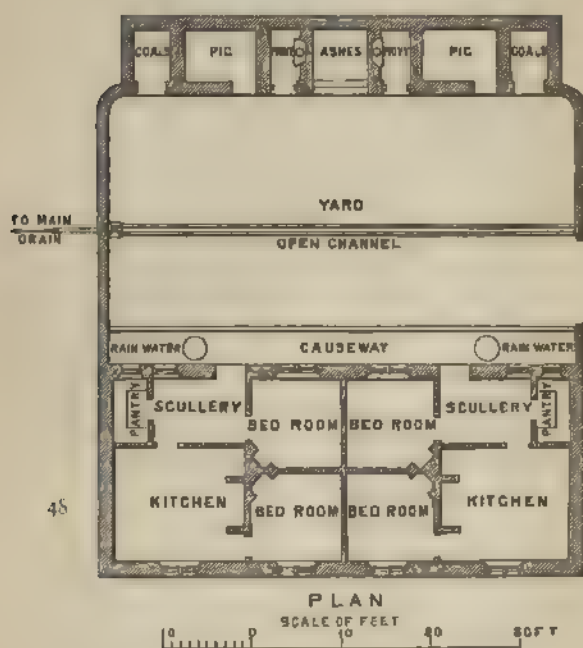 COALS PIG PRIVY ASHES PRIVY PIG COALS
YARD
TO MAIN
DRAIN
OPEN CHANNEL
RAIN WATER CAUSEWAY RAIN WATER
PANTRY SCULLERY BED ROOM BED ROOM SCULLERY PANTRY
KITCHEN BED ROOM BED ROOM KITCHEN
48
PLAN
SCALE OF FEET
10 0 10 20 30 FT